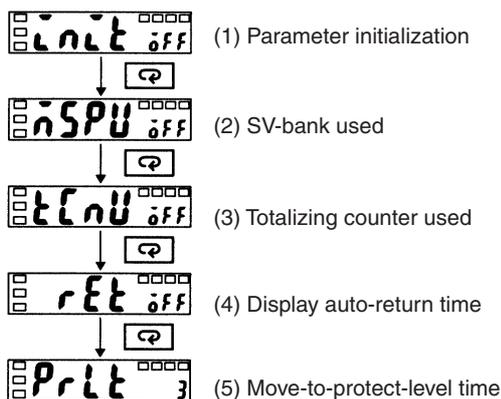 init off (1) Parameter initialization
mSPU off (2) SV-bank used
tCnU off (3) Totalizing counter used
rEt off (4) Display auto-return time
Prlt 3 (5) Move-to-protect-level time